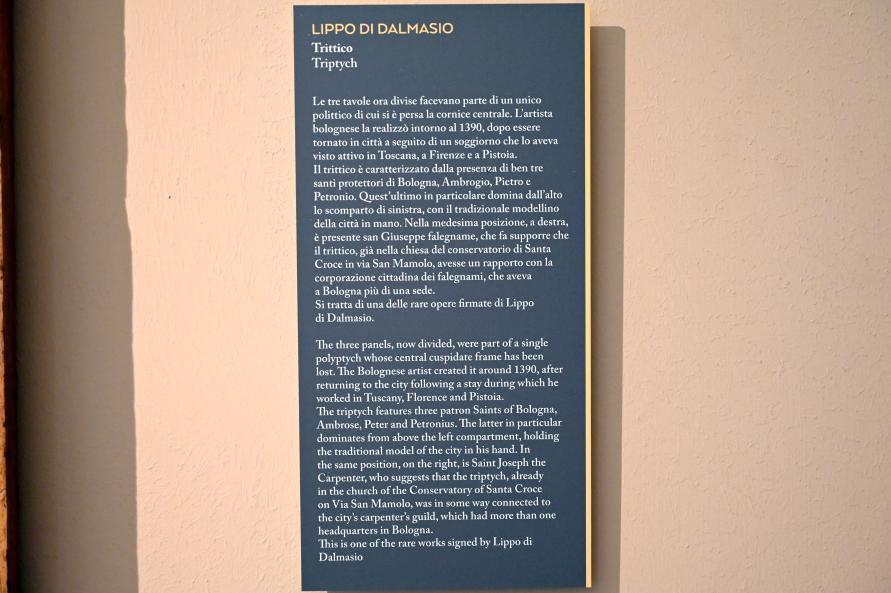 LIPPO DI DALMASIO
Trittico
Triptych
Le tre tavole ora divise facevano parte di un unico
polittico di cui si è persa la cornice centrale. L'artista
bolognese la realizzò intorno al 1390, dopo essere
tornato in città a seguito di un soggiorno che lo aveva
visto attivo in Toscana, a Firenze e a Pistoia.
Il trittico è caratterizzato dalla presenza di ben tre
santi protettori di Bologna, Ambrogio, Pietro e
Petronio. Quest'ultimo in particolare domina dall'alto
lo scomparto di sinistra, con il tradizionale modellino
della città in mano. Nella medesima posizione, a destra,
è presente san Giuseppe falegname, che fa supporre che
il trittico, già nella chiesa del conservatorio di Santa
Croce in via San Mamolo, avesse un rapporto con la
corporazione cittadina dei falegnami, che aveva
a Bologna più di una sede.
Si tratta di una delle rare opere firmate di Lippo
di Dalmasio.
The three panels, now divided, were part of a single
polyptych whose central cuspidate frame has been
lost. The Bolognese artist created it around 1390, after
returning to the city following a stay during which he
worked in Tuscany, Florence and Pistoia.
The triptych features three patron Saints of Bologna,
Ambrose, Peter and Petronius. The latter in particular
dominates from above the left compartment, holding
the traditional model of the city in his hand. In
the same position, on the right, is Saint Joseph the
Carpenter, who suggests that the triptych, already
in the church of the Conservatory of Santa Croce
on Via San Mamolo, was in some way connected to
the city's carpenter's guild, which had more than one
headquarters in Bologna.
This is one of the rare works signed by Lippo di
Dalmasio